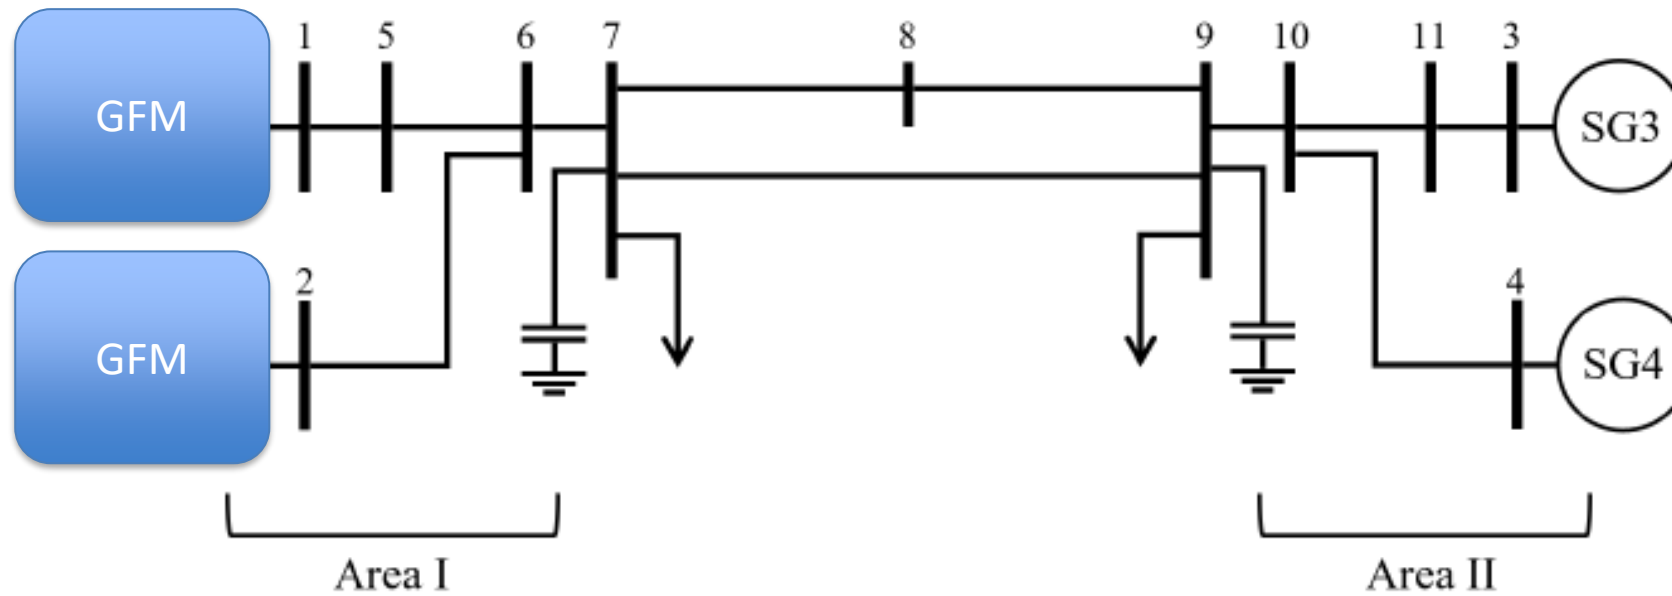 1 5 6 7 8 9 10 11 3
GFM SG3
2 4
GFM SG4
Area I Area II